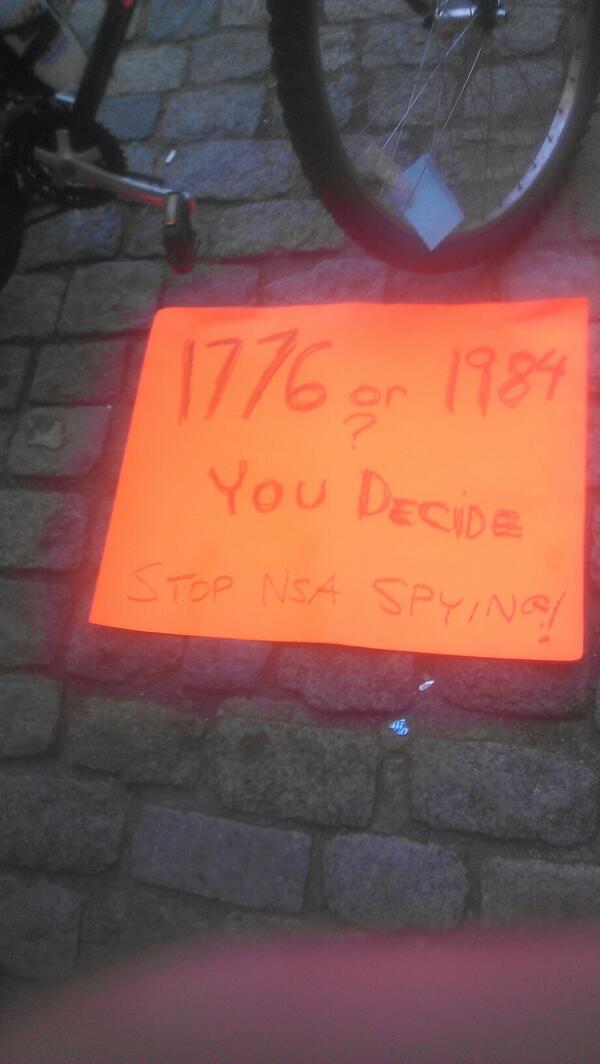 1776 or 1984
?
YOU DECIDE
STOP NSA SPYING!